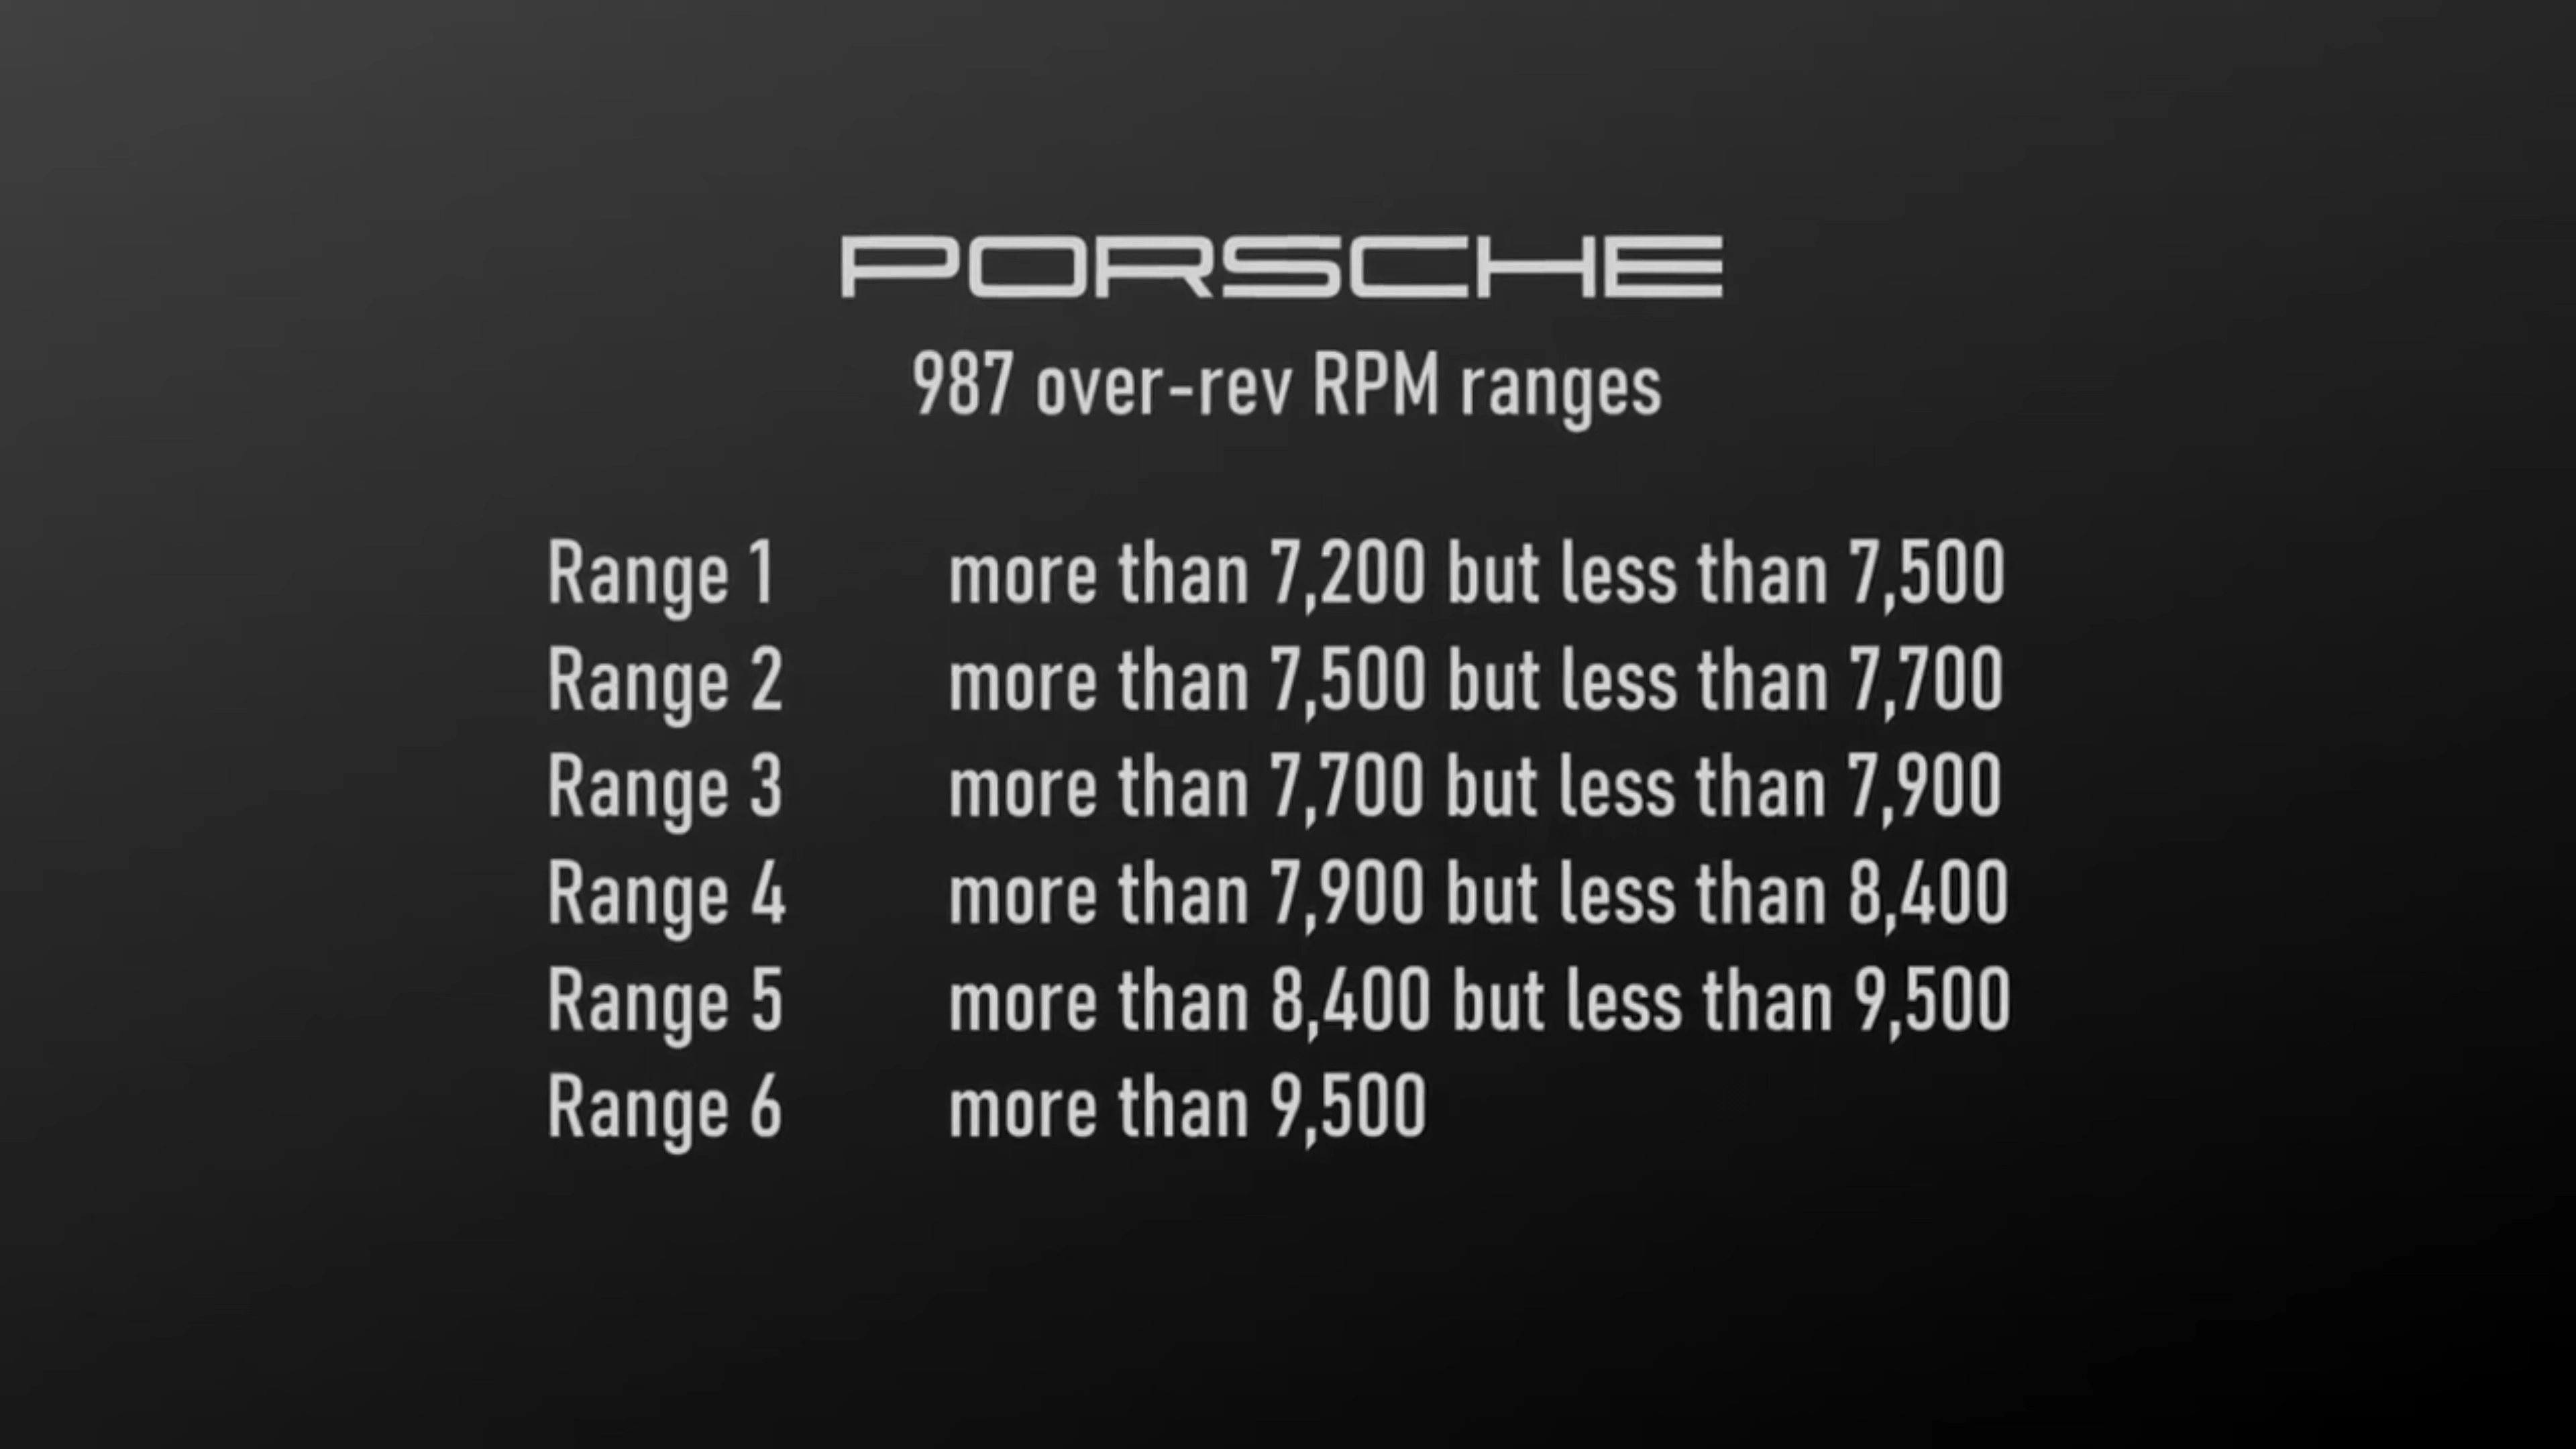 PORSCHE
987 over-rev RPM ranges
Range 1 more than 7,200 but less than 7,500
Range 2 more than 7,500 but less than 7,700
Range 3 more than 7,700 but less than 7,900
Range 4 more than 7,900 but less than 8,400
Range 5 more than 8,400 but less than 9,500
Range 6 more than 9,500